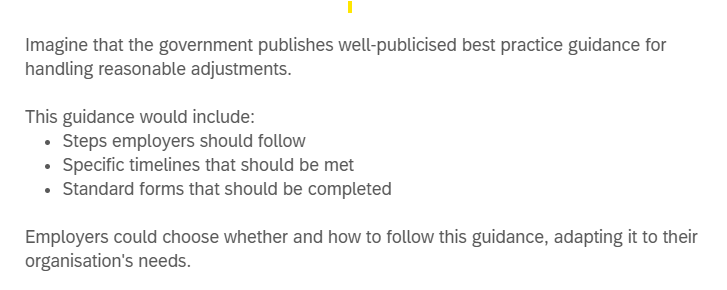 Imagine that the government publishes well-publicised best practice guidance for
handling reasonable adjustments.
This guidance would include:
• Steps employers should follow
• Specific timelines that should be met
• Standard forms that should be completed
Employers could choose whether and how to follow this guidance, adapting it to their
organisation's needs.